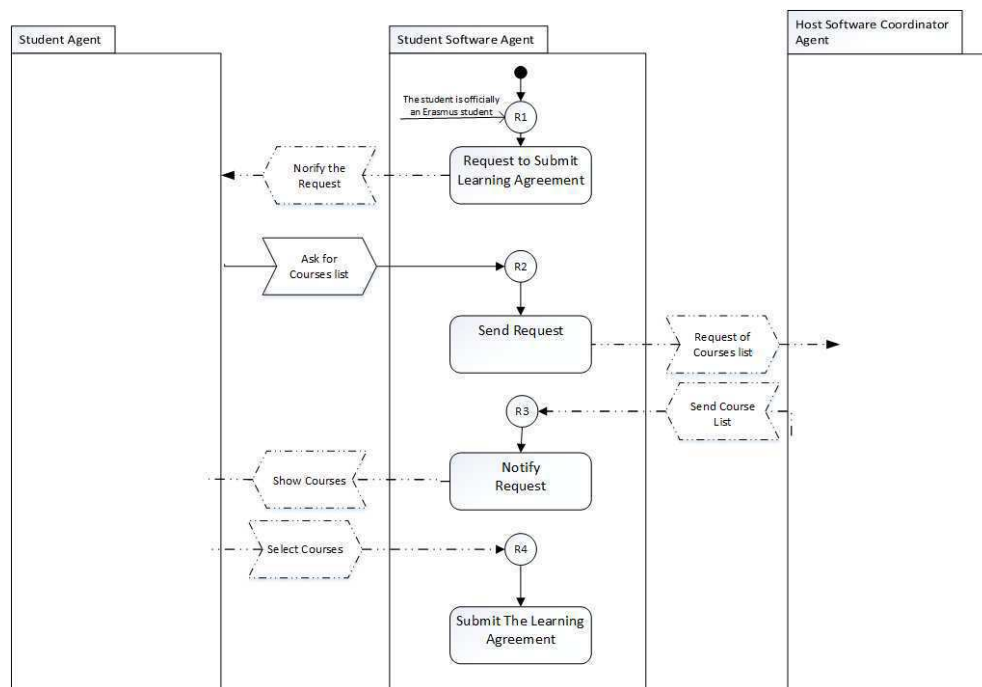 Student Agent
Student Software Agent
Host Software Coordinator
Agent
The student is officially
an Erasmus student
R1
Norify the
Request
Request to Submit
Learning Agreement
Ask for
Courses list
R2
Send Request
Request of
Courses list
R3
Send Course
List
Show Courses
Notify
Request
Select Courses
R4
Submit The Learning
Agreement